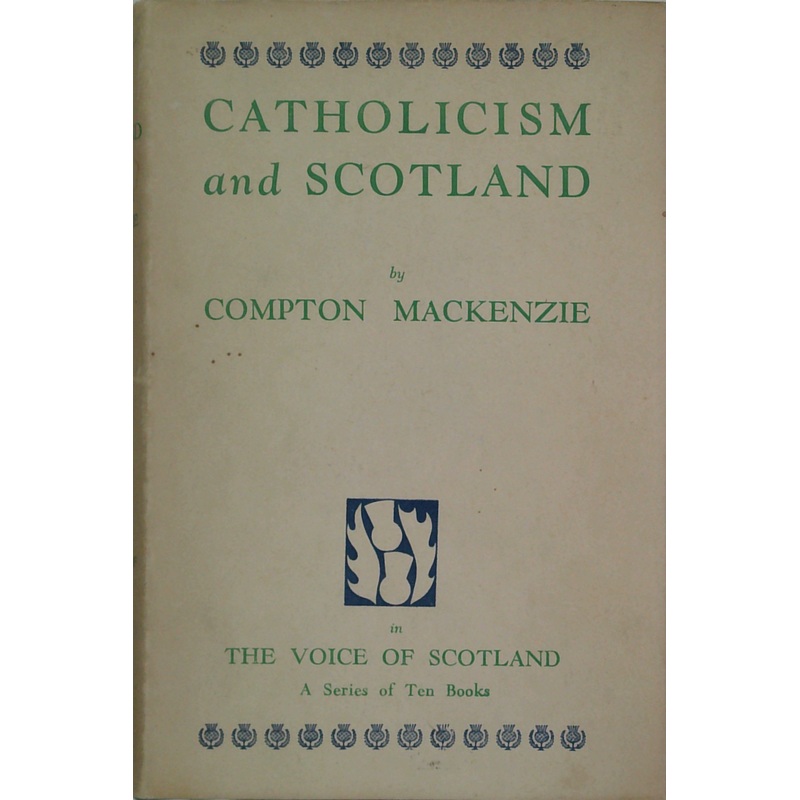 CATHOLICISM
and SCOTLAND
by
COMPTON MACKENZIE
in
THE VOICE OF SCOTLAND
A Series of Ten Books